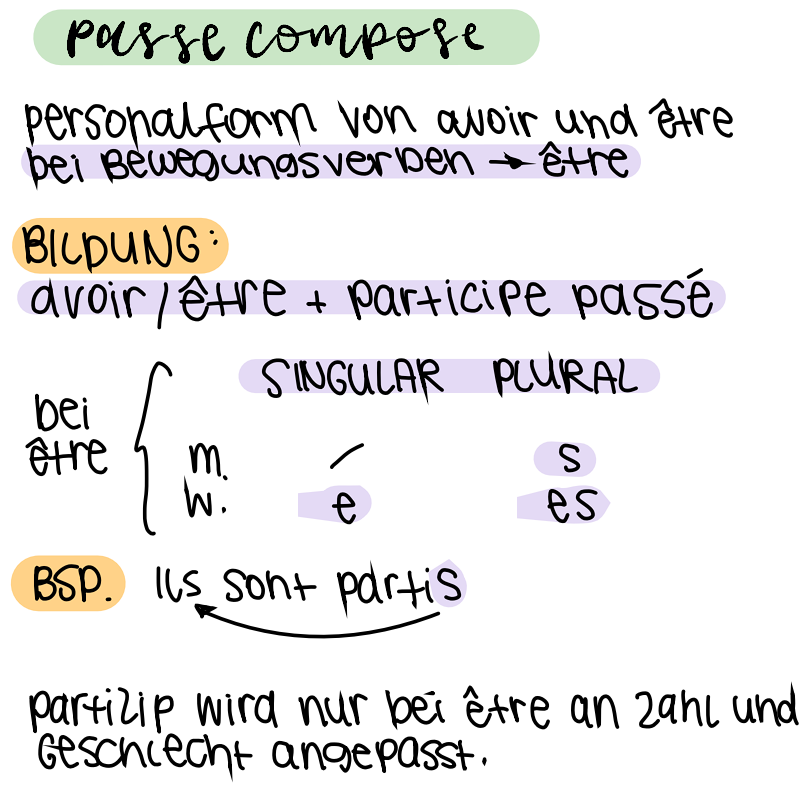 passe compose
personalform von avoir und être
bei Bewegungsverben → être
BILDUNG:
avoir / être + participe passé
SINGULAR PLURAL
bei
être
m. / s
w. e es
BSP. Ils sont partis
partizip wird nur bei être an zahl und
Geschlecht angepasst.